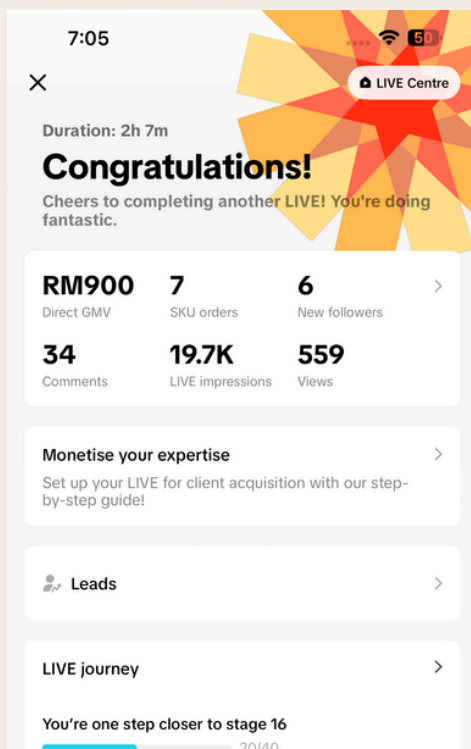 7:05
50
LIVE Centre
Duration: 2h 7m
Congratulations!
Cheers to completing another LIVE! You're doing
fantastic.
RM900 7 6
Direct GMV SKU orders New followers
34 19.7K 559
Comments LIVE impressions Views
Monetise your expertise
Set up your LIVE for client acquisition with our step-
by-step guide!
Leads
LIVE journey
You're one step closer to stage 16
20/40